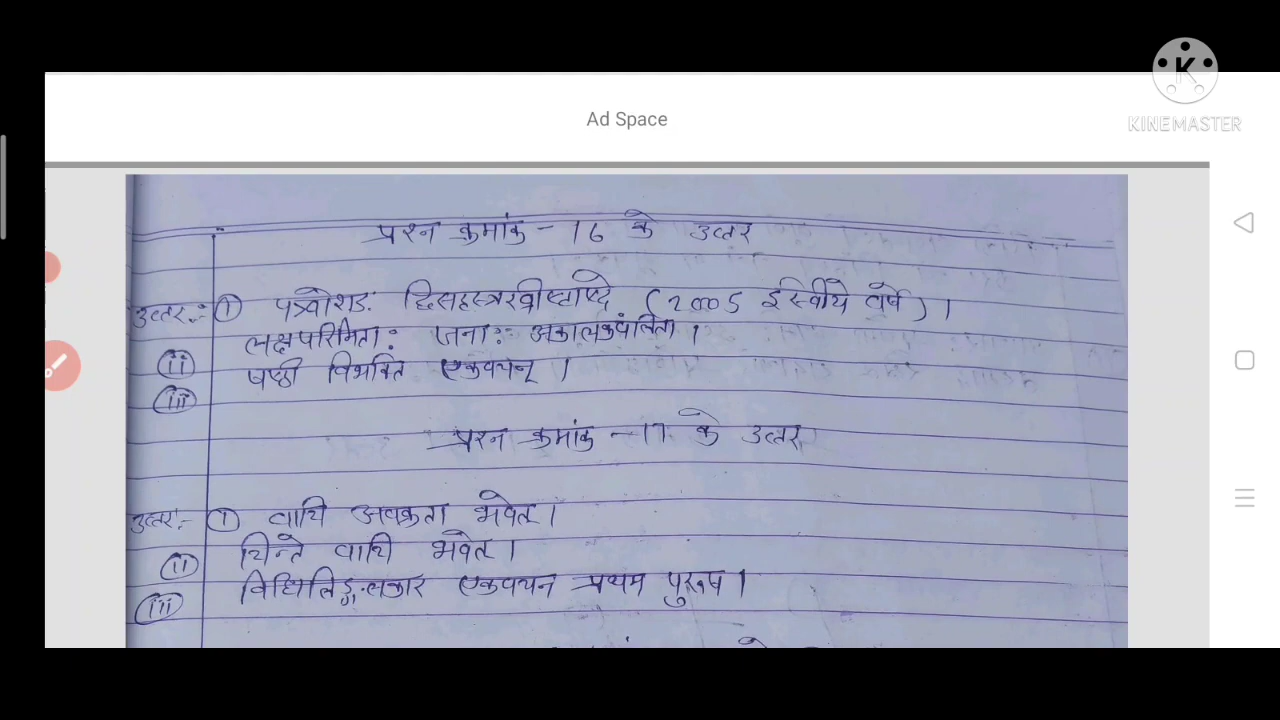 KINEMASTER
Ad Space
प्रश्न क्रमांक - 16 के उत्तर
उत्तर:- (i) द्विसहस्त्रख्रीष्टाब्दे (2005 ईस्वीये वर्षे) ।
(ii) लक्षपरिमिताः जनाः अकालकवलिता ।
(iii) षष्ठी विभक्ति एकवचन् ।
प्रश्न क्रमांक - 17 के उत्तर
उत्तर:- (i) वाचि अवक्रता भवेत् ।
(ii) चित्ते वाचि भवेत ।
(iii) विधिलिङ्ग.लकार एकवचन प्रथम पुरूष ।